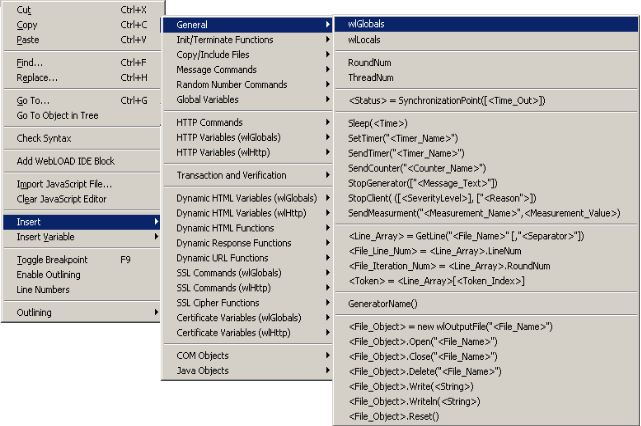 Cut Ctrl+X
Copy Ctrl+C
Paste Ctrl+V
Find... Ctrl+F
Replace... Ctrl+H
Go To... Ctrl+G
Go To Object in Tree
Check Syntax
Add WebLOAD IDE Block
Import JavaScript File...
Clear JavaScript Editor
Insert
Insert Variable
Toggle Breakpoint F9
Enable Outlining
Line Numbers
Outlining
General
Init/Terminate Functions
Copy/Include Files
Message Commands
Random Number Commands
Global Variables
HTTP Commands
HTTP Variables (wlGlobals)
HTTP Variables (wlHttp)
Transaction and Verification
Dynamic HTML Variables (wlGlobals)
Dynamic HTML Variables (wlHttp)
Dynamic HTML Functions
Dynamic Response Functions
Dynamic URL Functions
SSL Commands (wlGlobals)
SSL Commands (wlHttp)
SSL Cipher Functions
Certificate Variables (wlGlobals)
Certificate Variables (wlHttp)
COM Objects
Java Objects
wlGlobals
wlLocals
RoundNum
ThreadNum
<Status> = SynchronizationPoint([<Time_Out>])
Sleep(<Time>)
SetTimer("<Timer_Name>")
SendTimer("<Timer_Name>")
SendCounter("<Counter_Name>")
StopGenerator(["<Message_Text>"])
StopClient( ([<SeverityLevel>], ["<Reason">])
SendMeasurment("<Measurement_Name>",<Measurement_Value>)
<Line_Array> = GetLine("<File_Name>" [,"<Separator>"])
<File_Line_Num> = <Line_Array>.LineNum
<File_Iteration_Num> = <Line_Array>.RoundNum
<Token> = <Line_Array>[<Token_Index>]
GeneratorName()
<File_Object> = new wlOutputFile("<File_Name>")
<File_Object>.Open("<File_Name>")
<File_Object>.Close("<File_Name>")
<File_Object>.Delete("<File_Name>")
<File_Object>.Write(<String>)
<File_Object>.Writeln(<String>)
<File_Object>.Reset()